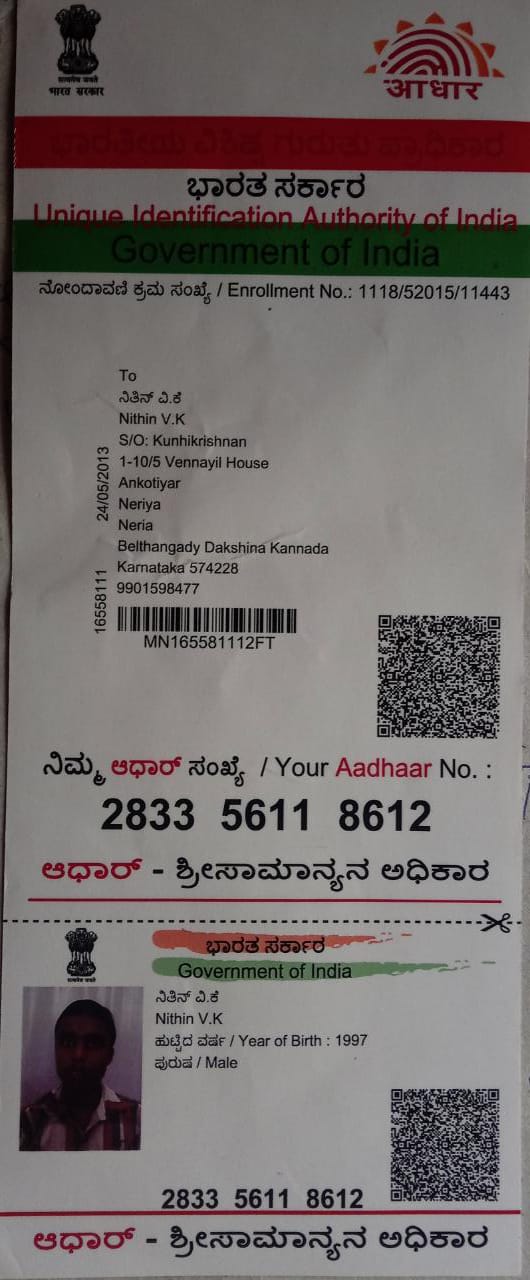 सत्यमेव जयते
भारत सरकार
आधार
ಭಾರತೀಯ ವಿಶಿಷ್ಟ ಗುರುತು ಪ್ರಾಧಿಕಾರ
ಭಾರತ ಸರ್ಕಾರ
Unique Identification Authority of India
Government of India
ನೋಂದಾವಣಿ ಕ್ರಮ ಸಂಖ್ಯೆ / Enrollment No.: 1118/52015/11443
To
ನಿತಿನ್ ವಿ.ಕೆ
Nithin V.K
S/O: Kunhikrishnan
1-10/5 Vennayil House
Ankotiyar
Neriya
Neria
Belthangady Dakshina Kannada
Karnataka 574228
9901598477
24/05/2013
16558111
MN165581112FT
ನಿಮ್ಮ ಆಧಾರ್ ಸಂಖ್ಯೆ / Your Aadhaar No. :
2833 5611 8612
ಆಧಾರ್ - ಶ್ರೀಸಾಮಾನ್ಯನ ಅಧಿಕಾರ
ಭಾರತ ಸರ್ಕಾರ
Government of India
ನಿತಿನ್ ವಿ.ಕೆ
Nithin V.K
ಹುಟ್ಟಿದ ವರ್ಷ / Year of Birth : 1997
ಪುರುಷ / Male
2833 5611 8612
ಆಧಾರ್ - ಶ್ರೀಸಾಮಾನ್ಯನ ಅಧಿಕಾರ